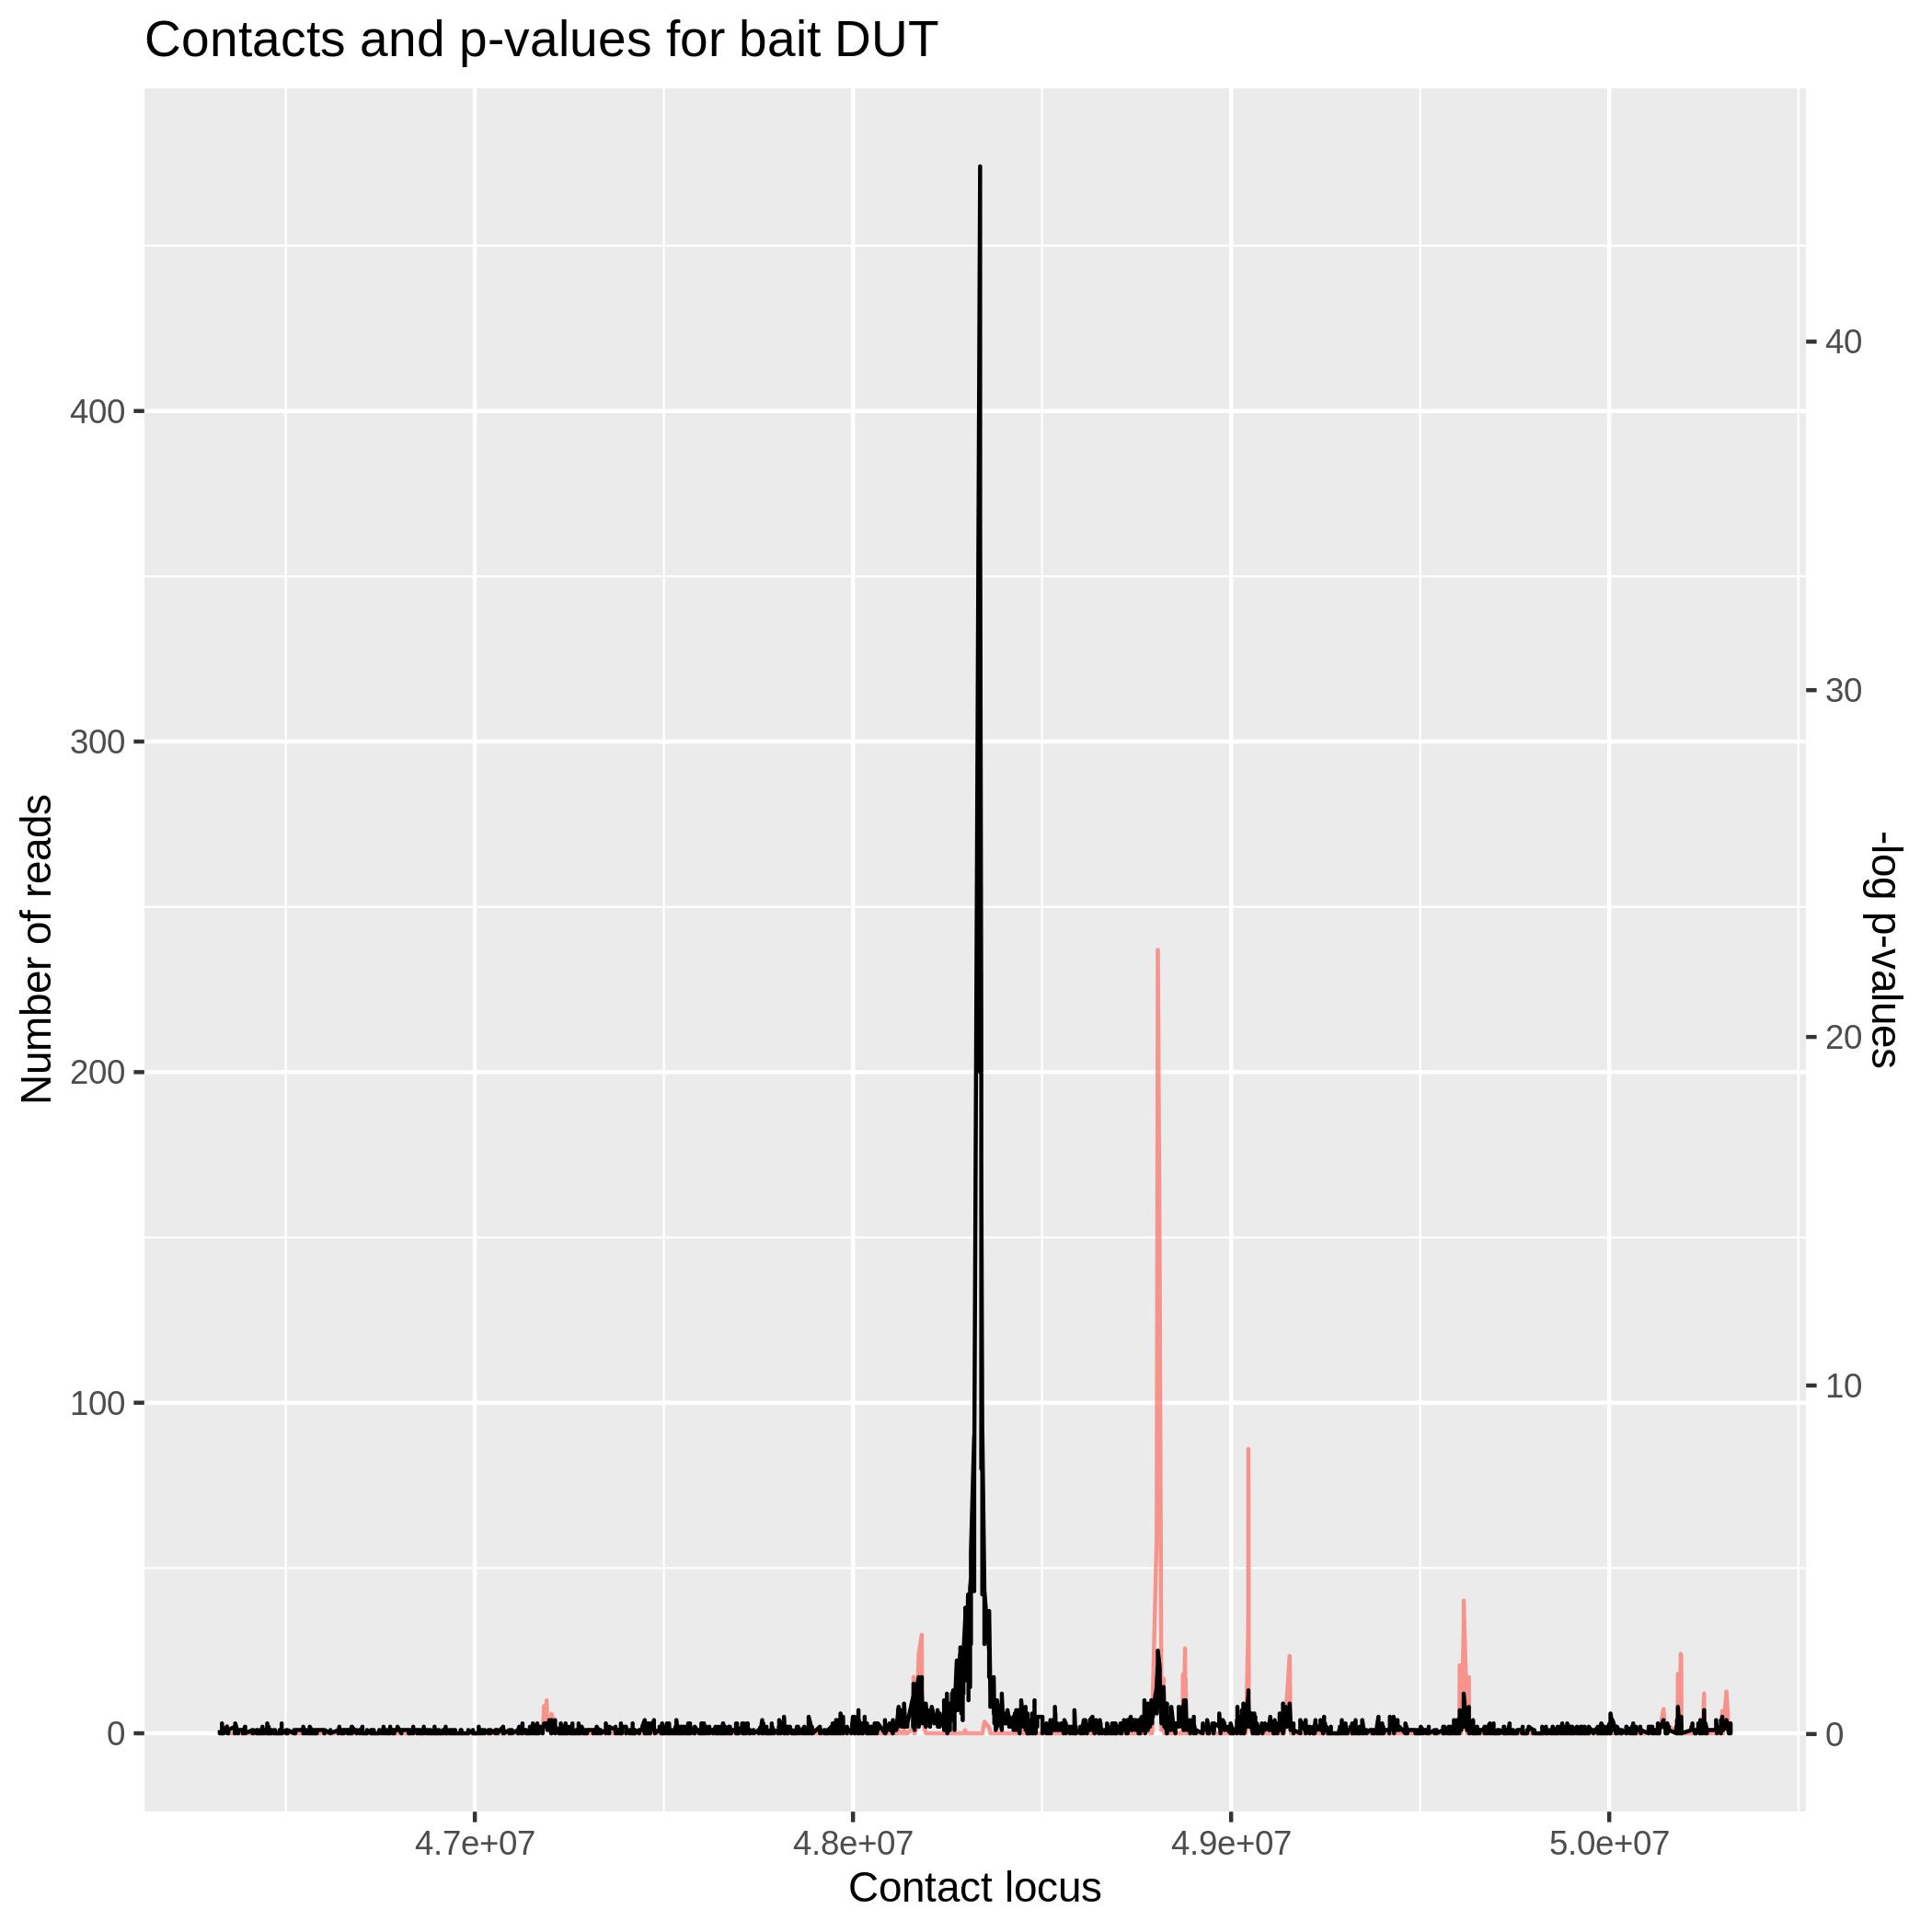 Contacts and p-values for bait DUT
Number of reads
400
300
200
100
0
40
30
20
10
0
-log p-values
4.7e+07
4.8e+07
4.9e+07
5.0e+07
Contact locus